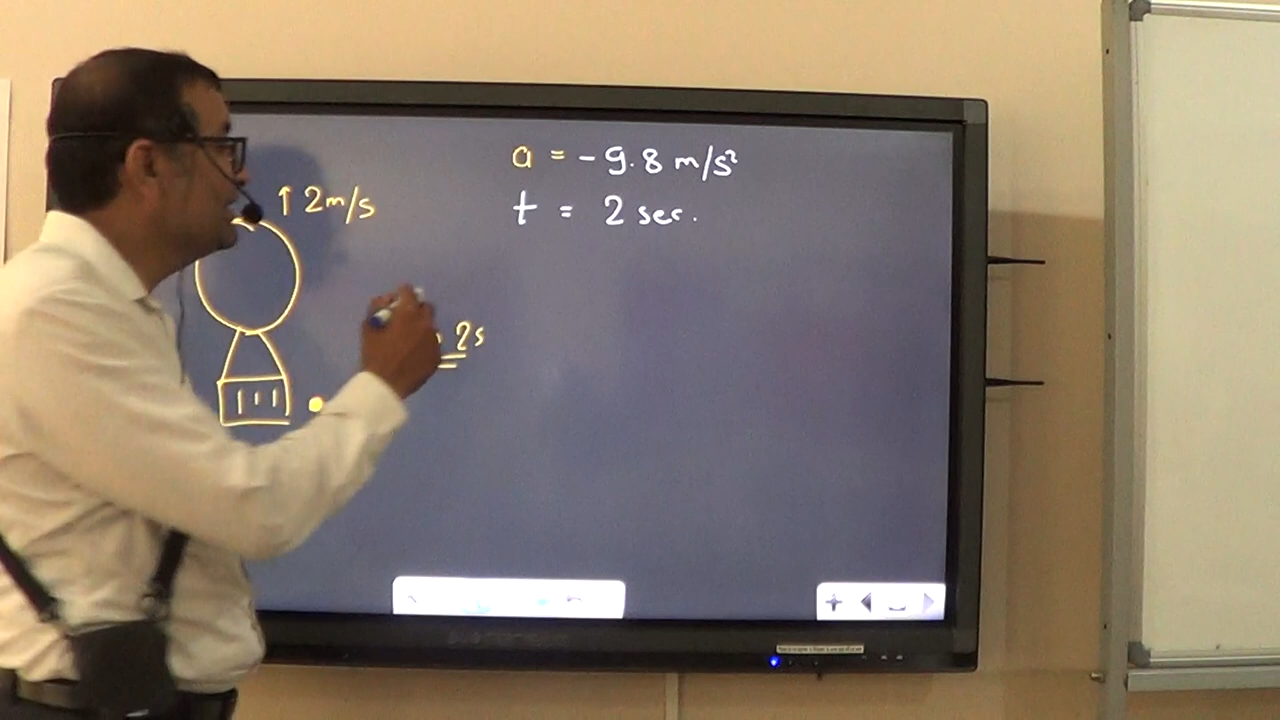 a = - 9.8 m/s²
↑ 2m/s
t = 2 sec.
2s